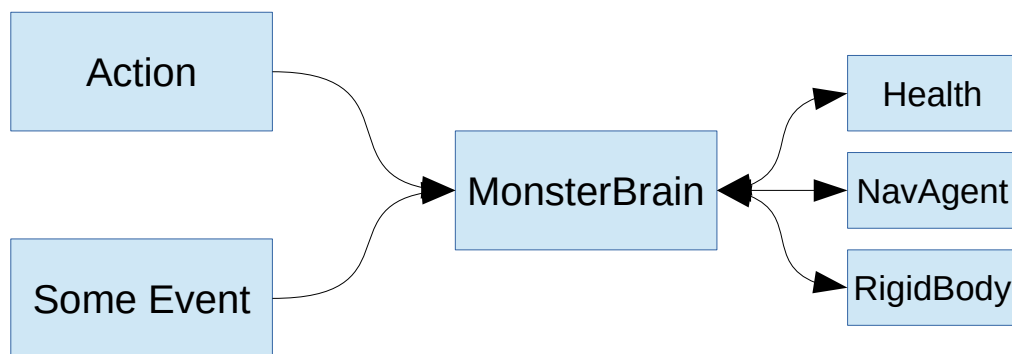 Action
Some Event
MonsterBrain
Health
NavAgent
RigidBody